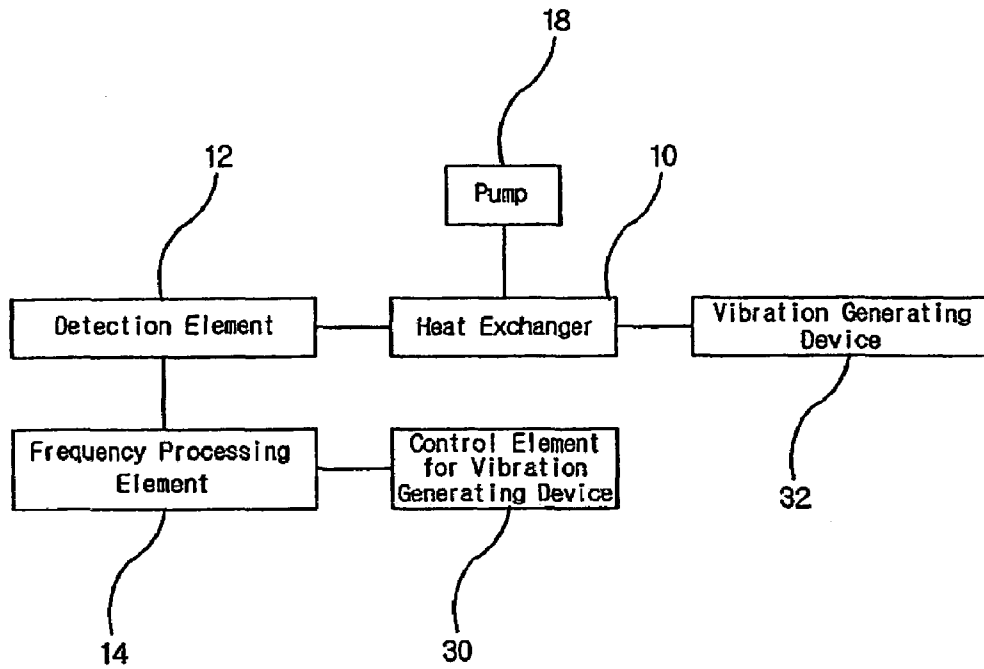 18
12
10
Pump
Detection Element
Heat Exchanger
Vibration Generating
Device
Frequency Processing
Element
Control Element
for Vibration
Generating Device
32
14
30